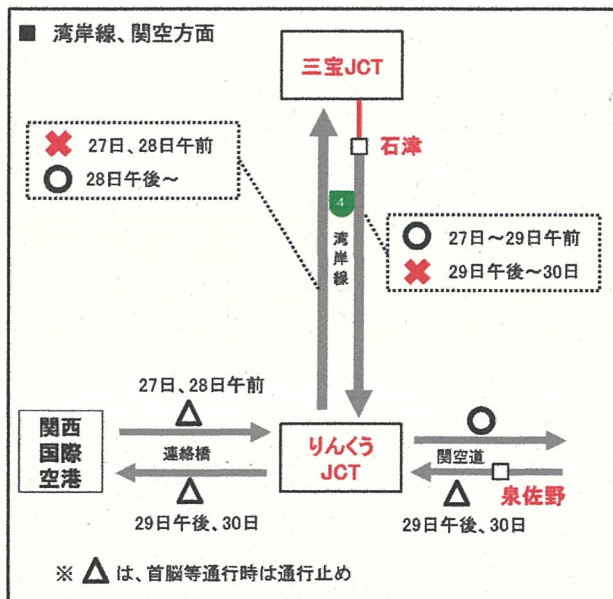 ■ 湾岸線、関空方面
三宝JCT
石津
✖ 27日、28日午前
○ 28日午後～
4
湾岸線
○ 27日～29日午前
✖ 29日午後～30日
27日、28日午前
△
関西
国際
空港
連絡橋
△
29日午後、30日
りんくう
JCT
○
関空道
△
泉佐野
29日午後、30日
※ △ は、首脳等通行時は通行止め